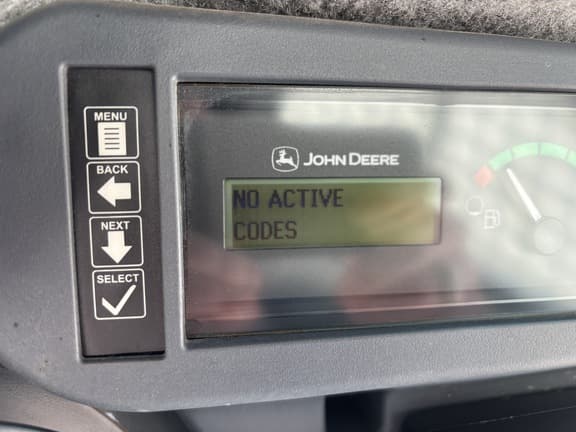 MENU
BACK
NEXT
SELECT
JOHN DEERE
NO ACTIVE
CODES